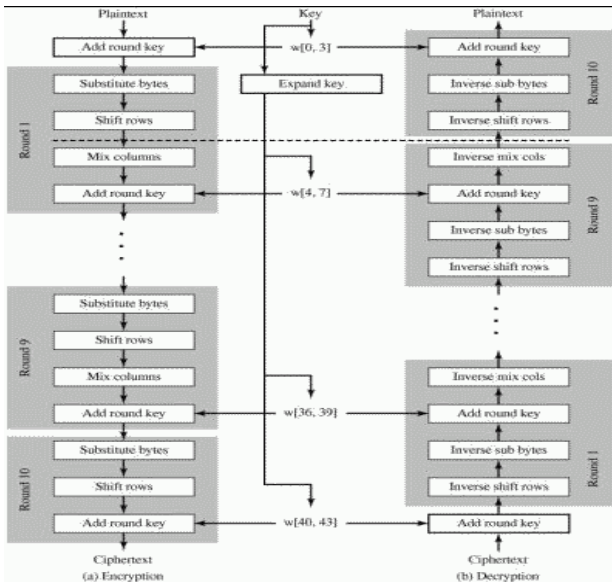 Plaintext
Key
Plaintext
Add round key
w[0, 3]
Add round key
Round 1
Substitute bytes
Shift rows
Mix columns
Add round key
Expand key
w[4, 7]
Round 10
Inverse sub bytes
Inverse shift rows
Round 9
Inverse mix cols
Add round key
Inverse sub bytes
Inverse shift rows
Round 9
Substitute bytes
Shift rows
Mix columns
Add round key
w[36, 39]
Round 1
Inverse mix cols
Add round key
Inverse sub bytes
Inverse shift rows
Round 10
Substitute bytes
Shift rows
Add round key
w[40, 43]
Add round key
Ciphertext
(a) Encryption
Ciphertext
(b) Decryption